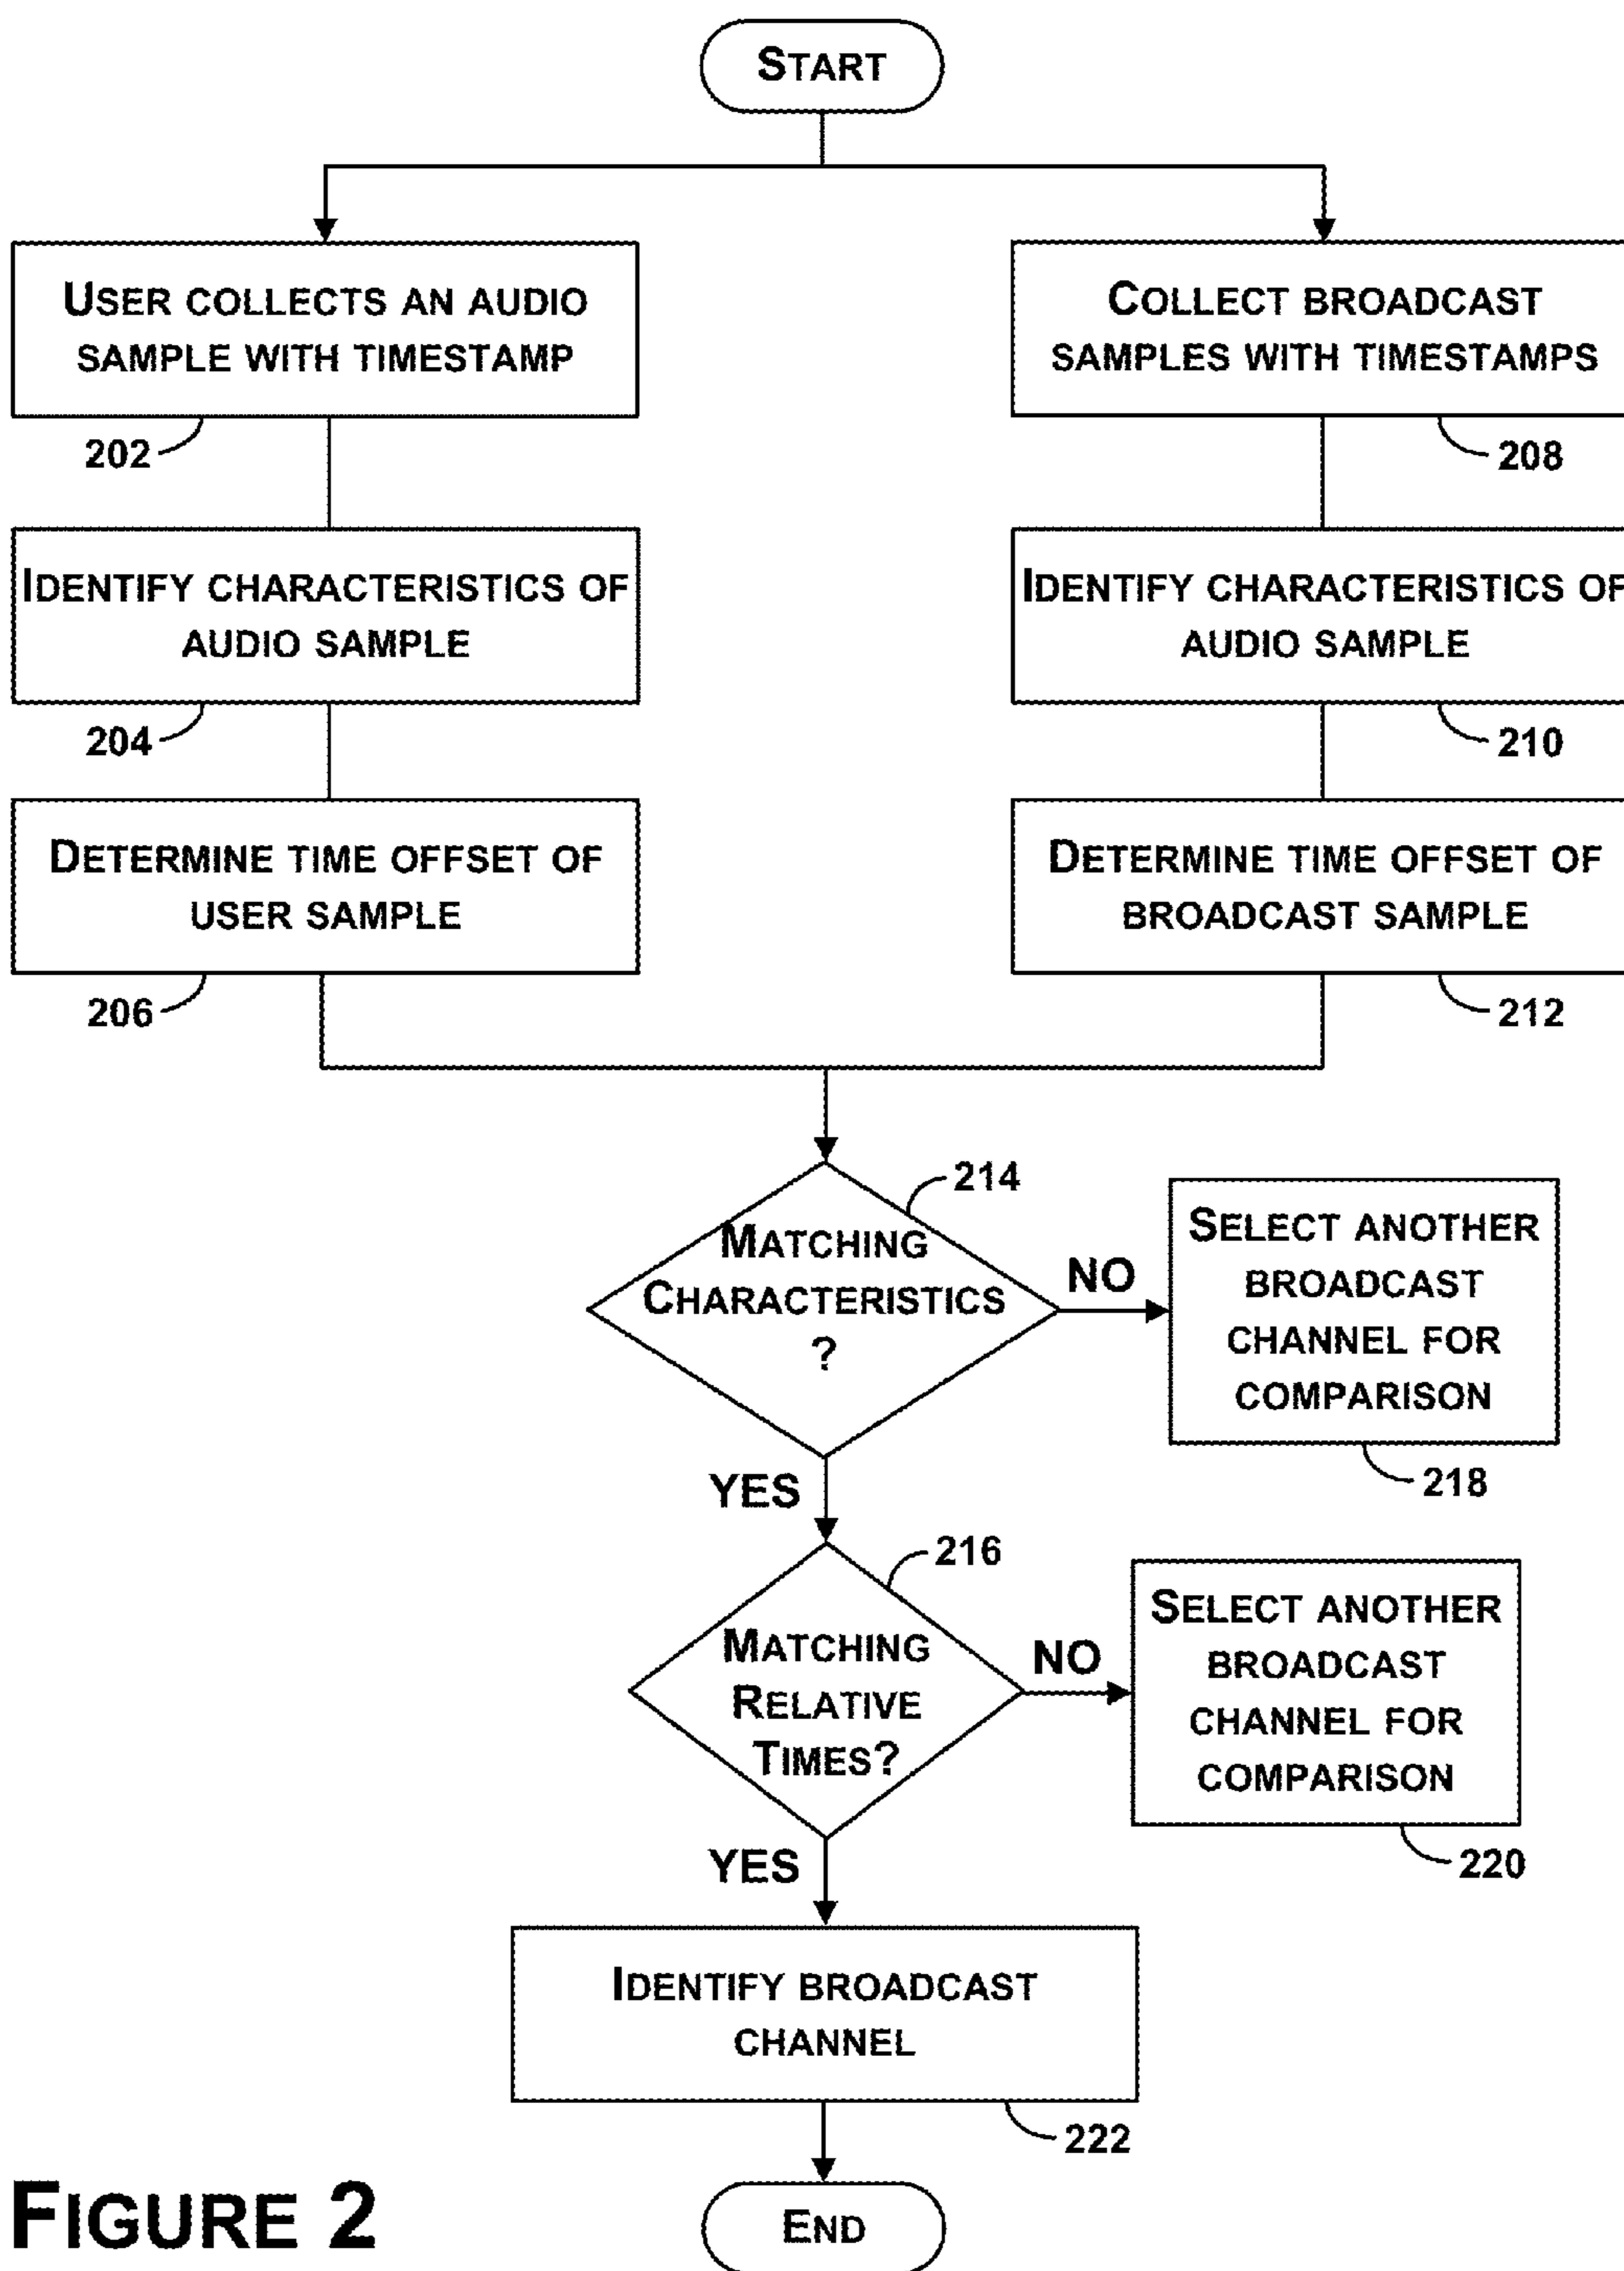 START
USER COLLECTS AN AUDIO
SAMPLE WITH TIMESTAMP
202
IDENTIFY CHARACTERISTICS OF
AUDIO SAMPLE
204
DETERMINE TIME OFFSET OF
USER SAMPLE
206
COLLECT BROADCAST
SAMPLES WITH TIMESTAMPS
208
IDENTIFY CHARACTERISTICS OF
AUDIO SAMPLE
210
DETERMINE TIME OFFSET OF
BROADCAST SAMPLE
212
214
MATCHING
CHARACTERISTICS
?
NO
SELECT ANOTHER
BROADCAST
CHANNEL FOR
COMPARISON
218
YES
216
MATCHING
RELATIVE
TIMES?
NO
SELECT ANOTHER
BROADCAST
CHANNEL FOR
COMPARISON
220
YES
IDENTIFY BROADCAST
CHANNEL
222
END
FIGURE 2